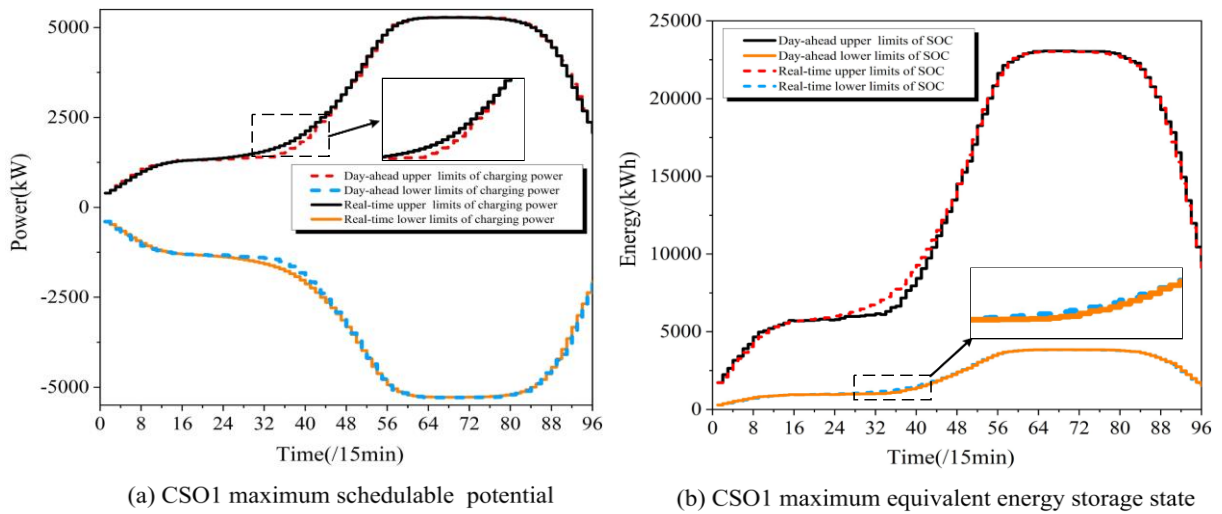 5000
2500
0
-2500
-5000
Power(kW)
Day-ahead upper limits of charging power
Day-ahead lower limits of charging power
Real-time upper limits of charging power
Real-time lower limits of charging power
0 8 16 24 32 40 48 56 64 72 80 88 96
Time(/15min)
(a) CSO1 maximum schedulable potential
25000
20000
15000
10000
5000
0
Energy(kWh)
Day-ahead upper limits of SOC
Day-ahead lower limits of SOC
Real-time upper limits of SOC
Real-time lower limits of SOC
0 8 16 24 32 40 48 56 64 72 80 88 96
Time(/15min)
(b) CSO1 maximum equivalent energy storage state